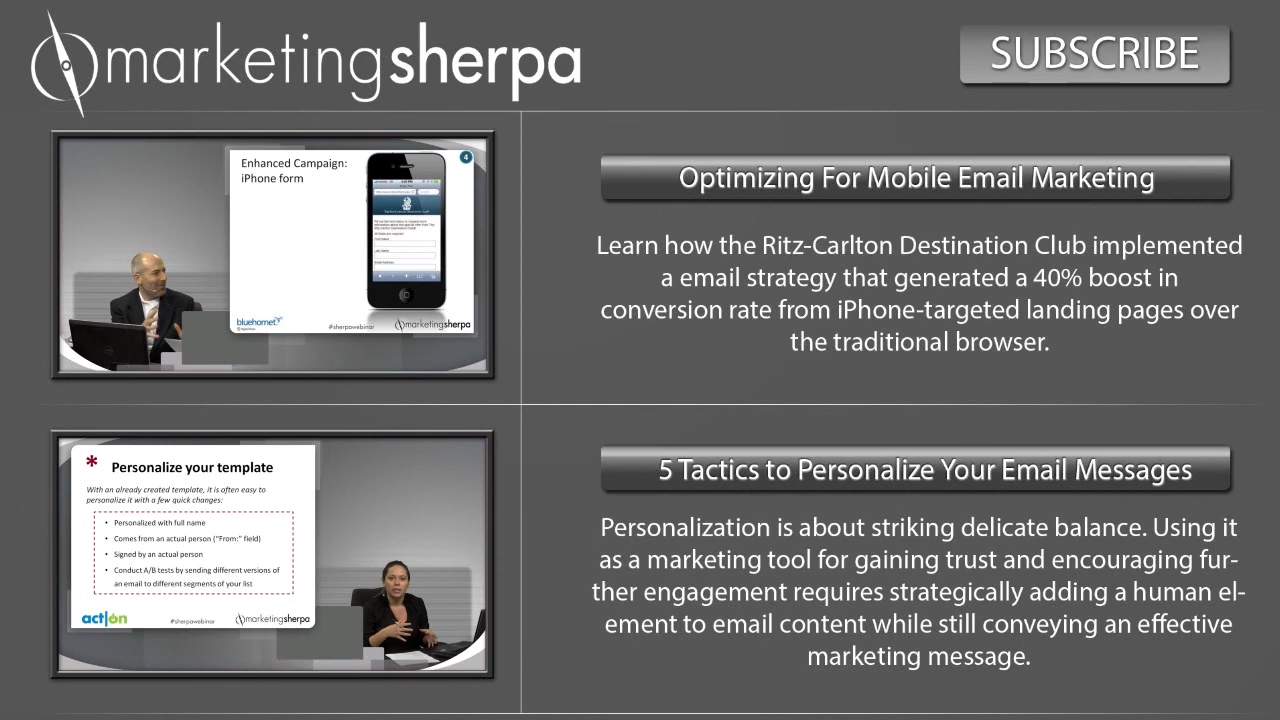 marketingsherpa
SUBSCRIBE
Enhanced Campaign:
iPhone form
4
bluehornet
#sherpawebinar
marketingsherpa
Optimizing For Mobile Email Marketing
Learn how the Ritz-Carlton Destination Club implemented
a email strategy that generated a 40% boost in
conversion rate from iPhone-targeted landing pages over
the traditional browser.
* Personalize your template
With an already created template, it is often easy to
personalize it with a few quick changes:
• Personalized with full name
• Comes from an actual person ("From:" field)
• Signed by an actual person
• Conduct A/B tests by sending different versions of
an email to different segments of your list
act|on
#sherpawebinar
marketingsherpa
5 Tactics to Personalize Your Email Messages
Personalization is about striking delicate balance. Using it
as a marketing tool for gaining trust and encouraging fur-
ther engagement requires strategically adding a human el-
ement to email content while still conveying an effective
marketing message.